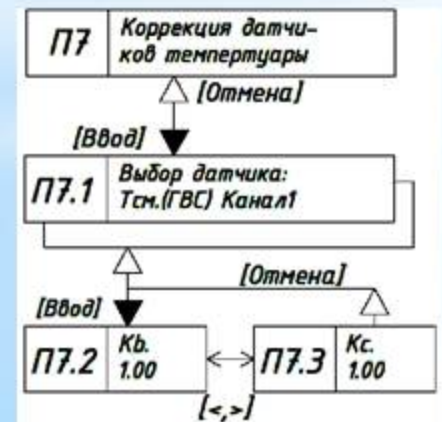 П7
Коррекция датчи-
ков темпертуары
[Отмена]
[Ввод]
П7.1
Выбор датчика:
Тсм.(ГВС) Канал1
[Отмена]
[Ввод]
П7.2
Kb.
1.00
П7.3
Kc.
1.00
[<,>]